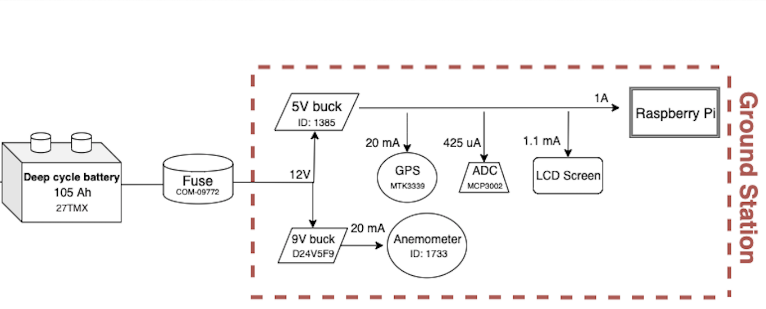 Deep cycle battery
105 Ah
27TMX
Fuse
COM-09772
12V
5V buck
ID: 1385
1A
Raspberry Pi
20 mA
GPS
MTK3339
425 uA
ADC
MCP3002
1.1 mA
LCD Screen
9V buck
D24V5F9
20 mA
Anemometer
ID: 1733
Ground Station